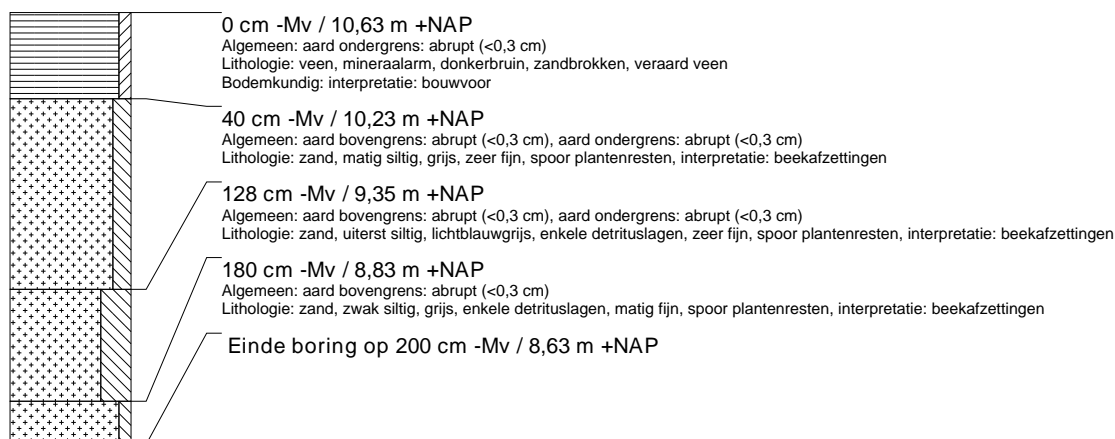 0 cm -Mv / 10,63 m +NAP
Algemeen: aard ondergrens: abrupt (<0,3 cm)
Lithologie: veen, mineraalarm, donkerbruin, zandbrokken, veraard veen
Bodemkundig: interpretatie: bouwvoor
40 cm -Mv / 10,23 m +NAP
Algemeen: aard bovengrens: abrupt (<0,3 cm), aard ondergrens: abrupt (<0,3 cm)
Lithologie: zand, matig siltig, grijs, zeer fijn, spoor plantenresten, interpretatie: beekafzettingen
128 cm -Mv / 9,35 m +NAP
Algemeen: aard bovengrens: abrupt (<0,3 cm), aard ondergrens: abrupt (<0,3 cm)
Lithologie: zand, uiterst siltig, lichtblauwgrijs, enkele detrituslagen, zeer fijn, spoor plantenresten, interpretatie: beekafzettingen
180 cm -Mv / 8,83 m +NAP
Algemeen: aard bovengrens: abrupt (<0,3 cm)
Lithologie: zand, zwak siltig, grijs, enkele detrituslagen, matig fijn, spoor plantenresten, interpretatie: beekafzettingen
Einde boring op 200 cm -Mv / 8,63 m +NAP